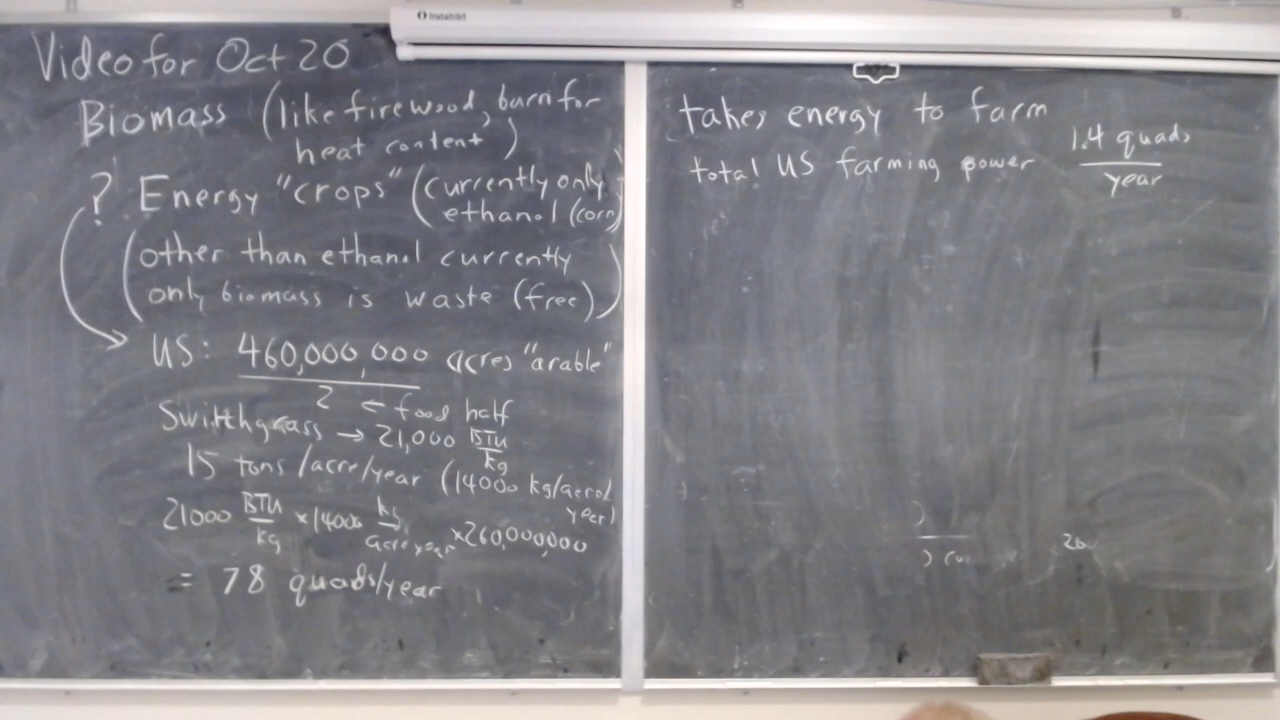 Instahibit
Video for Oct 20
Biomass (like firewood, burn for
heat content)
? Energy "crops" (currently only
ethanol (corn)
(other than ethanol currently
only biomass is waste (free))
US: 460,000,000 acres "arable"
2 ← food half
Switchgrass → 21,000 BTU
kg
15 tons/acre/year (14000 kg/acre/
year)
21000 BTU/kg ×14000 kg/acre year ×260,000,000
= 78 quads/year
takes energy to farm
total US farming power 1.4 quads
year